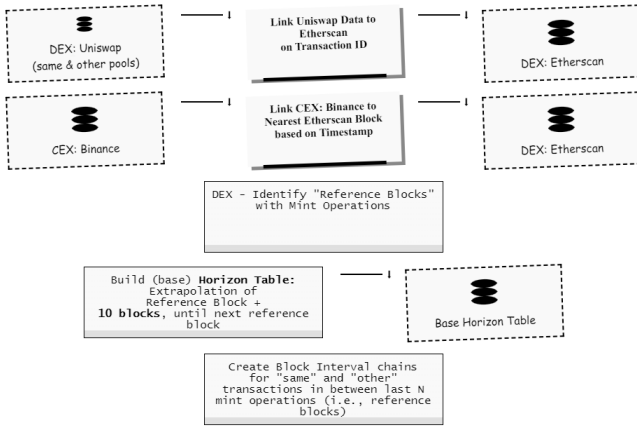 DEX: Uniswap
(same & other pools)
Link Uniswap Data to
Etherscan
on Transaction ID
DEX: Etherscan
CEX: Binance
Link CEX: Binance to
Nearest Etherscan Block
based on Timestamp
DEX: Etherscan
DEX - Identify "Reference Blocks"
with Mint Operations
Build (base) Horizon Table:
Extrapolation of
Reference Block +
10 blocks, until next reference
block
Base Horizon Table
Create Block Interval chains
for "same" and "other"
transactions in between last N
mint operations (i.e., reference
blocks)